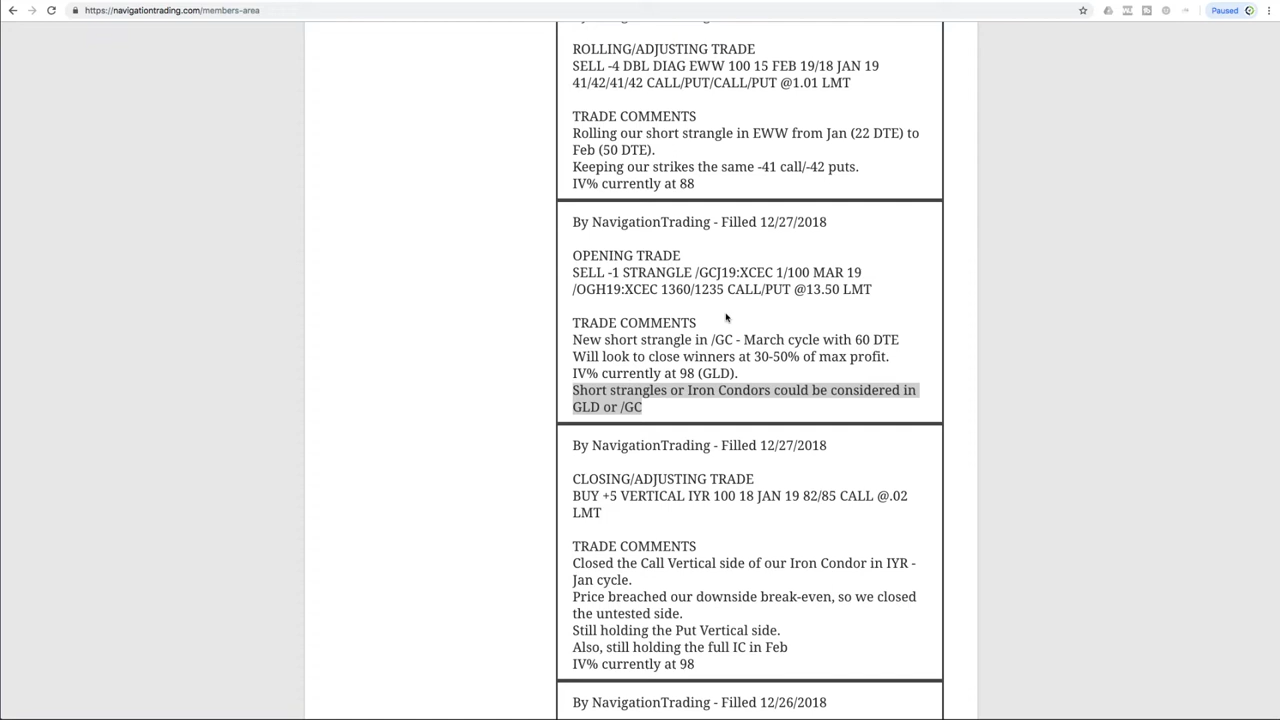 https://navigationtrading.com/members-area
Paused
ROLLING/ADJUSTING TRADE
SELL -4 DBL DIAG EWW 100 15 FEB 19/18 JAN 19
41/42/41/42 CALL/PUT/CALL/PUT @1.01 LMT
TRADE COMMENTS
Rolling our short strangle in EWW from Jan (22 DTE) to
Feb (50 DTE).
Keeping our strikes the same -41 call/-42 puts.
IV% currently at 88
By NavigationTrading - Filled 12/27/2018
OPENING TRADE
SELL -1 STRANGLE /GCJ19:XCEC 1/100 MAR 19
/OGH19:XCEC 1360/1235 CALL/PUT @13.50 LMT
TRADE COMMENTS
New short strangle in /GC - March cycle with 60 DTE
Will look to close winners at 30-50% of max profit.
IV% currently at 98 (GLD).
Short strangles or Iron Condors could be considered in
GLD or /GC
By NavigationTrading - Filled 12/27/2018
CLOSING/ADJUSTING TRADE
BUY +5 VERTICAL IYR 100 18 JAN 19 82/85 CALL @.02
LMT
TRADE COMMENTS
Closed the Call Vertical side of our Iron Condor in IYR -
Jan cycle.
Price breached our downside break-even, so we closed
the untested side.
Still holding the Put Vertical side.
Also, still holding the full IC in Feb
IV% currently at 98
By NavigationTrading - Filled 12/26/2018